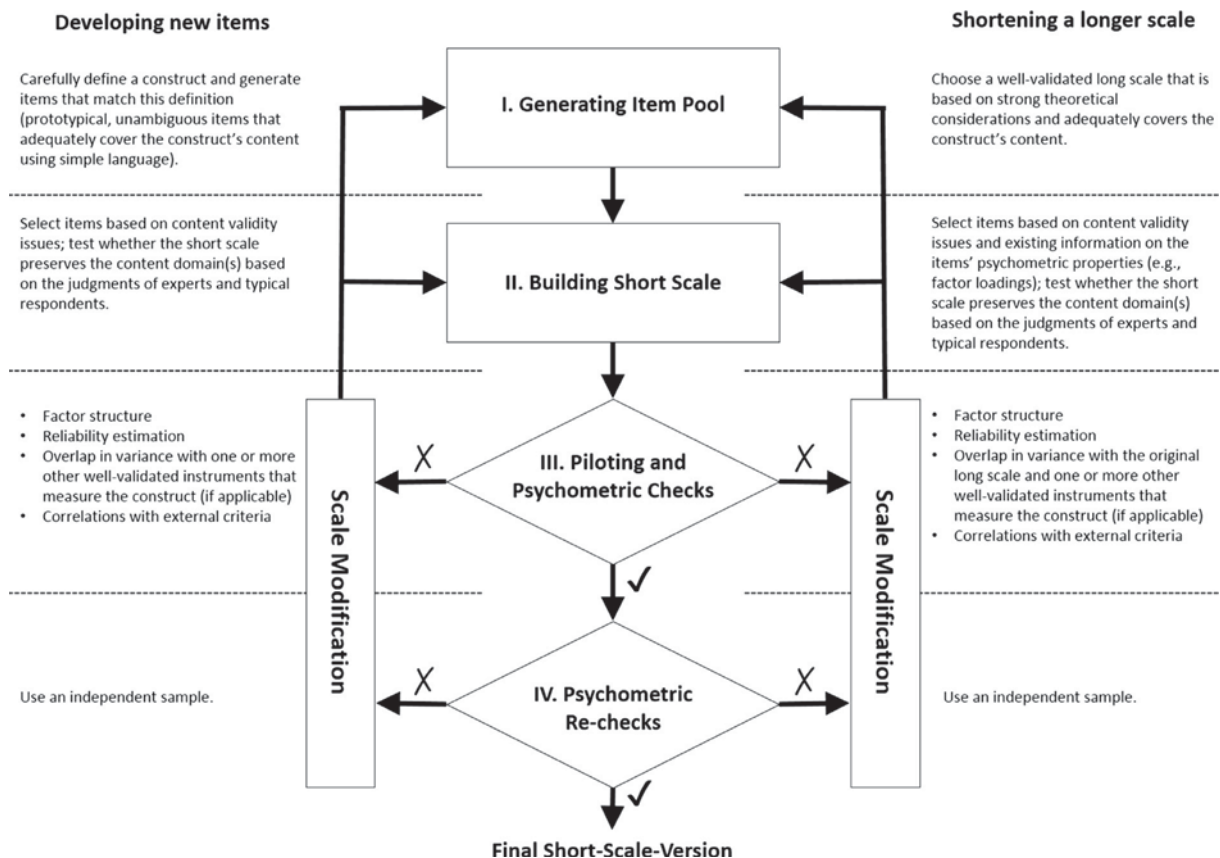 Developing new items
Shortening a longer scale
Carefully define a construct and generate
items that match this definition
(prototypical, unambiguous items that
adequately cover the construct's content
using simple language).
I. Generating Item Pool
Choose a well-validated long scale that is
based on strong theoretical
considerations and adequately covers the
construct's content.
Select items based on content validity
issues; test whether the short scale
preserves the content domain(s) based
on the judgments of experts and typical
respondents.
II. Building Short Scale
Select items based on content validity
issues and existing information on the
items' psychometric properties (e.g.,
factor loadings); test whether the short
scale preserves the content domain(s)
based on the judgments of experts and
typical respondents.
• Factor structure
• Reliability estimation
• Overlap in variance with one or more
other well-validated instruments that
measure the construct (if applicable)
• Correlations with external criteria
Scale Modification
III. Piloting and
Psychometric Checks
Scale Modification
• Factor structure
• Reliability estimation
• Overlap in variance with the original
long scale and one or more other
well-validated instruments that
measure the construct (if applicable)
• Correlations with external criteria
Use an independent sample.
IV. Psychometric
Re-checks
Use an independent sample.
Final Short-Scale-Version